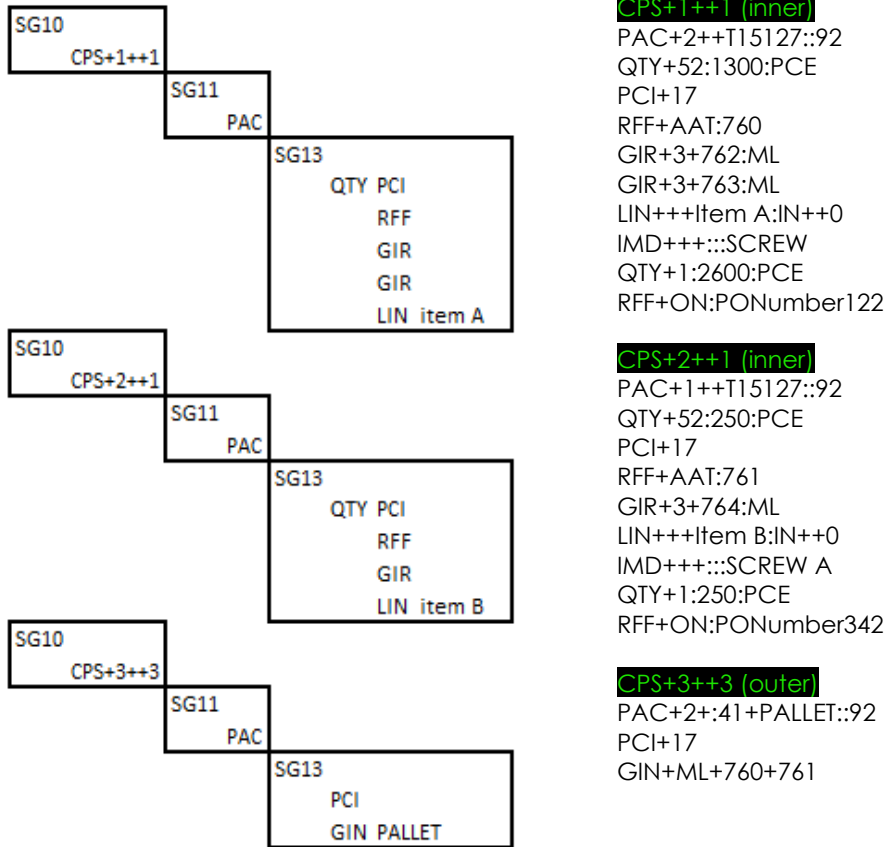 SG10
CPS+1++1
SG11
PAC
SG13
QTY PCI
RFF
GIR
GIR
LIN item A
SG10
CPS+2++1
SG11
PAC
SG13
QTY PCI
RFF
GIR
LIN item B
SG10
CPS+3++3
SG11
PAC
SG13
PCI
GIN PALLET
CPS+1++1 (inner)
PAC+2++T15127::92
QTY+52:1300:PCE
PCI+17
RFF+AAT:760
GIR+3+762:ML
GIR+3+763:ML
LIN+++Item A:IN++0
IMD+++:::SCREW
QTY+1:2600:PCE
RFF+ON:PONumber122
CPS+2++1 (inner)
PAC+1++T15127::92
QTY+52:250:PCE
PCI+17
RFF+AAT:761
GIR+3+764:ML
LIN+++Item B:IN++0
IMD+++:::SCREW A
QTY+1:250:PCE
RFF+ON:PONumber342
CPS+3++3 (outer)
PAC+2+:41+PALLET::92
PCI+17
GIN+ML+760+761